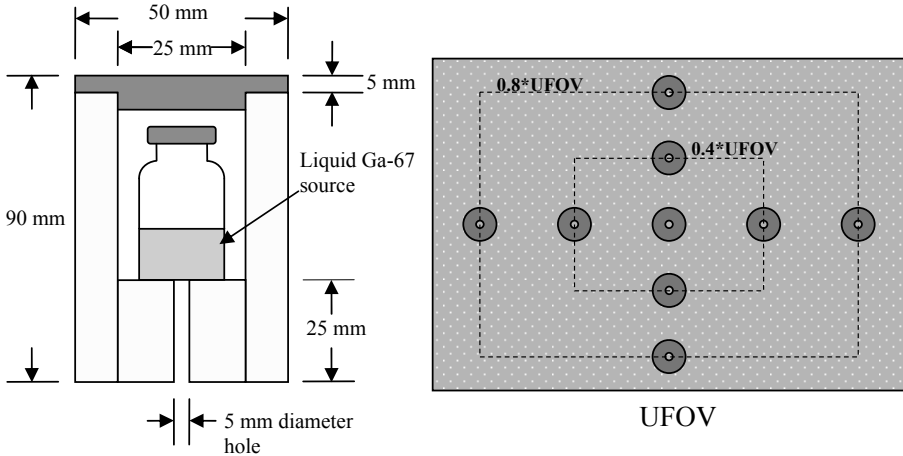 50 mm
25 mm
5 mm
Liquid Ga-67
source
90 mm
25 mm
5 mm diameter
hole
0.8*UFOV
0.4*UFOV
UFOV